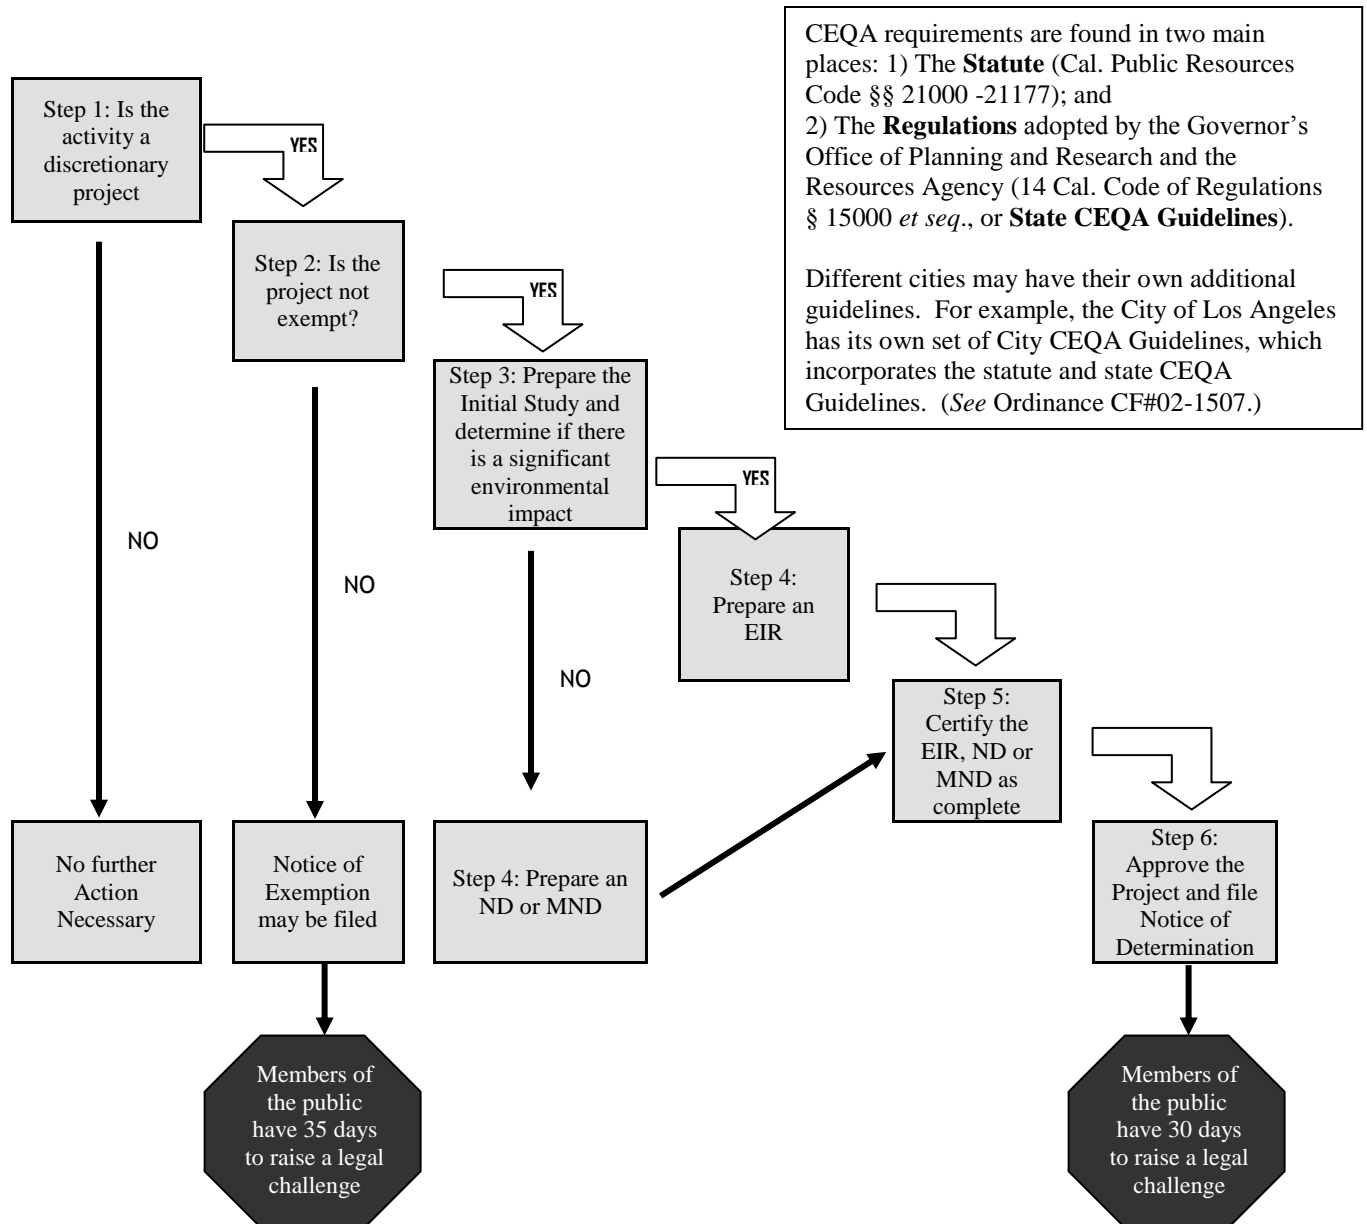 CEQA requirements are found in two main
places: 1) The Statute (Cal. Public Resources
Code §§ 21000 -21177); and
2) The Regulations adopted by the Governor’s
Office of Planning and Research and the
Resources Agency (14 Cal. Code of Regulations
§ 15000 et seq., or State CEQA Guidelines).
Different cities may have their own additional
guidelines.  For example, the City of Los Angeles
has its own set of City CEQA Guidelines, which
incorporates the statute and state CEQA
Guidelines.  (See Ordinance CF#02-1507.)
Step 1: Is the
activity a
discretionary
project
YES
Step 2: Is the
project not
exempt?
YES
Step 3: Prepare the
Initial Study and
determine if there
is a significant
environmental
impact
YES
NO
NO
NO
Step 4:
Prepare an
EIR
Step 5:
Certify the
EIR, ND or
MND as
complete
No further
Action
Necessary
Notice of
Exemption
may be filed
Step 4: Prepare an
ND or MND
Step 6:
Approve the
Project and file
Notice of
Determination
Members of
the public
have 35 days
to raise a legal
challenge
Members of
the public
have 30 days
to raise a legal
challenge